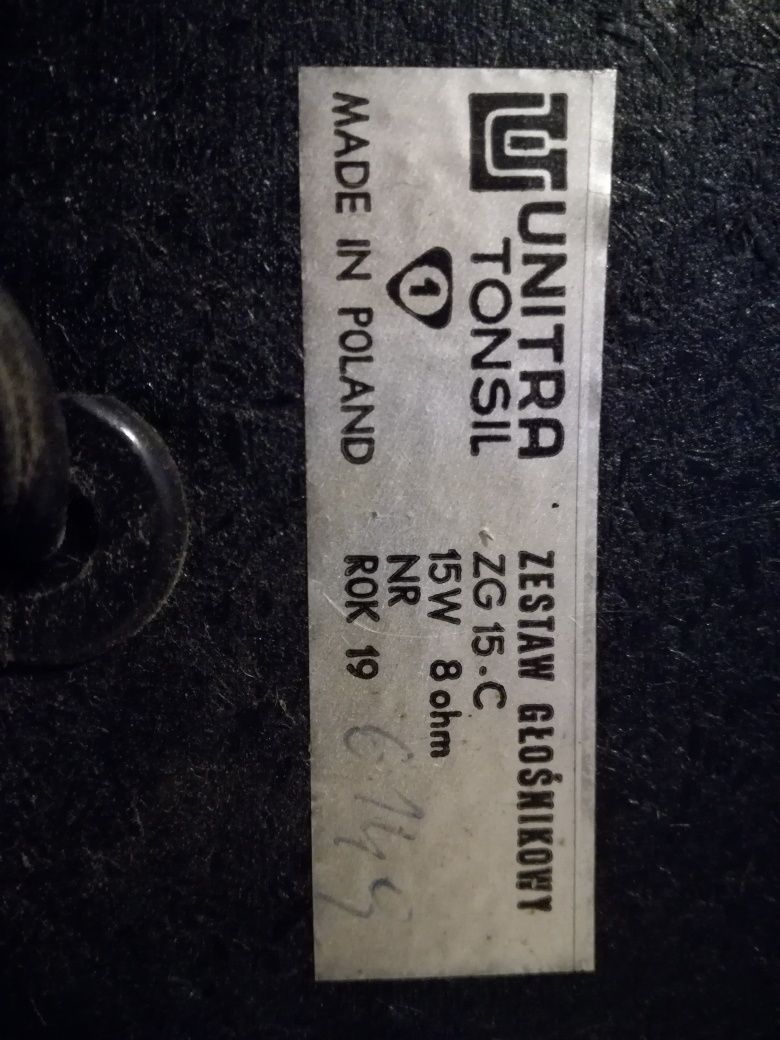 UNITRA
TONSIL
1
MADE IN POLAND
ZESTAW GŁOŚNIKOWY
ZG 15-C
15W 8 ohm
NR
ROK 19